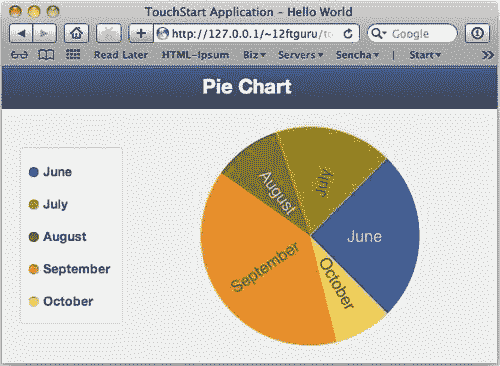 TouchStart Application - Hello World
http://127.0.0.1/~12ftguru/to
Google
Read Later HTML-Ipsum Biz▾ Servers▾ Sencha▾ | Start▾ »
Pie Chart
June
July
August
September
October
July
August
June
September
October